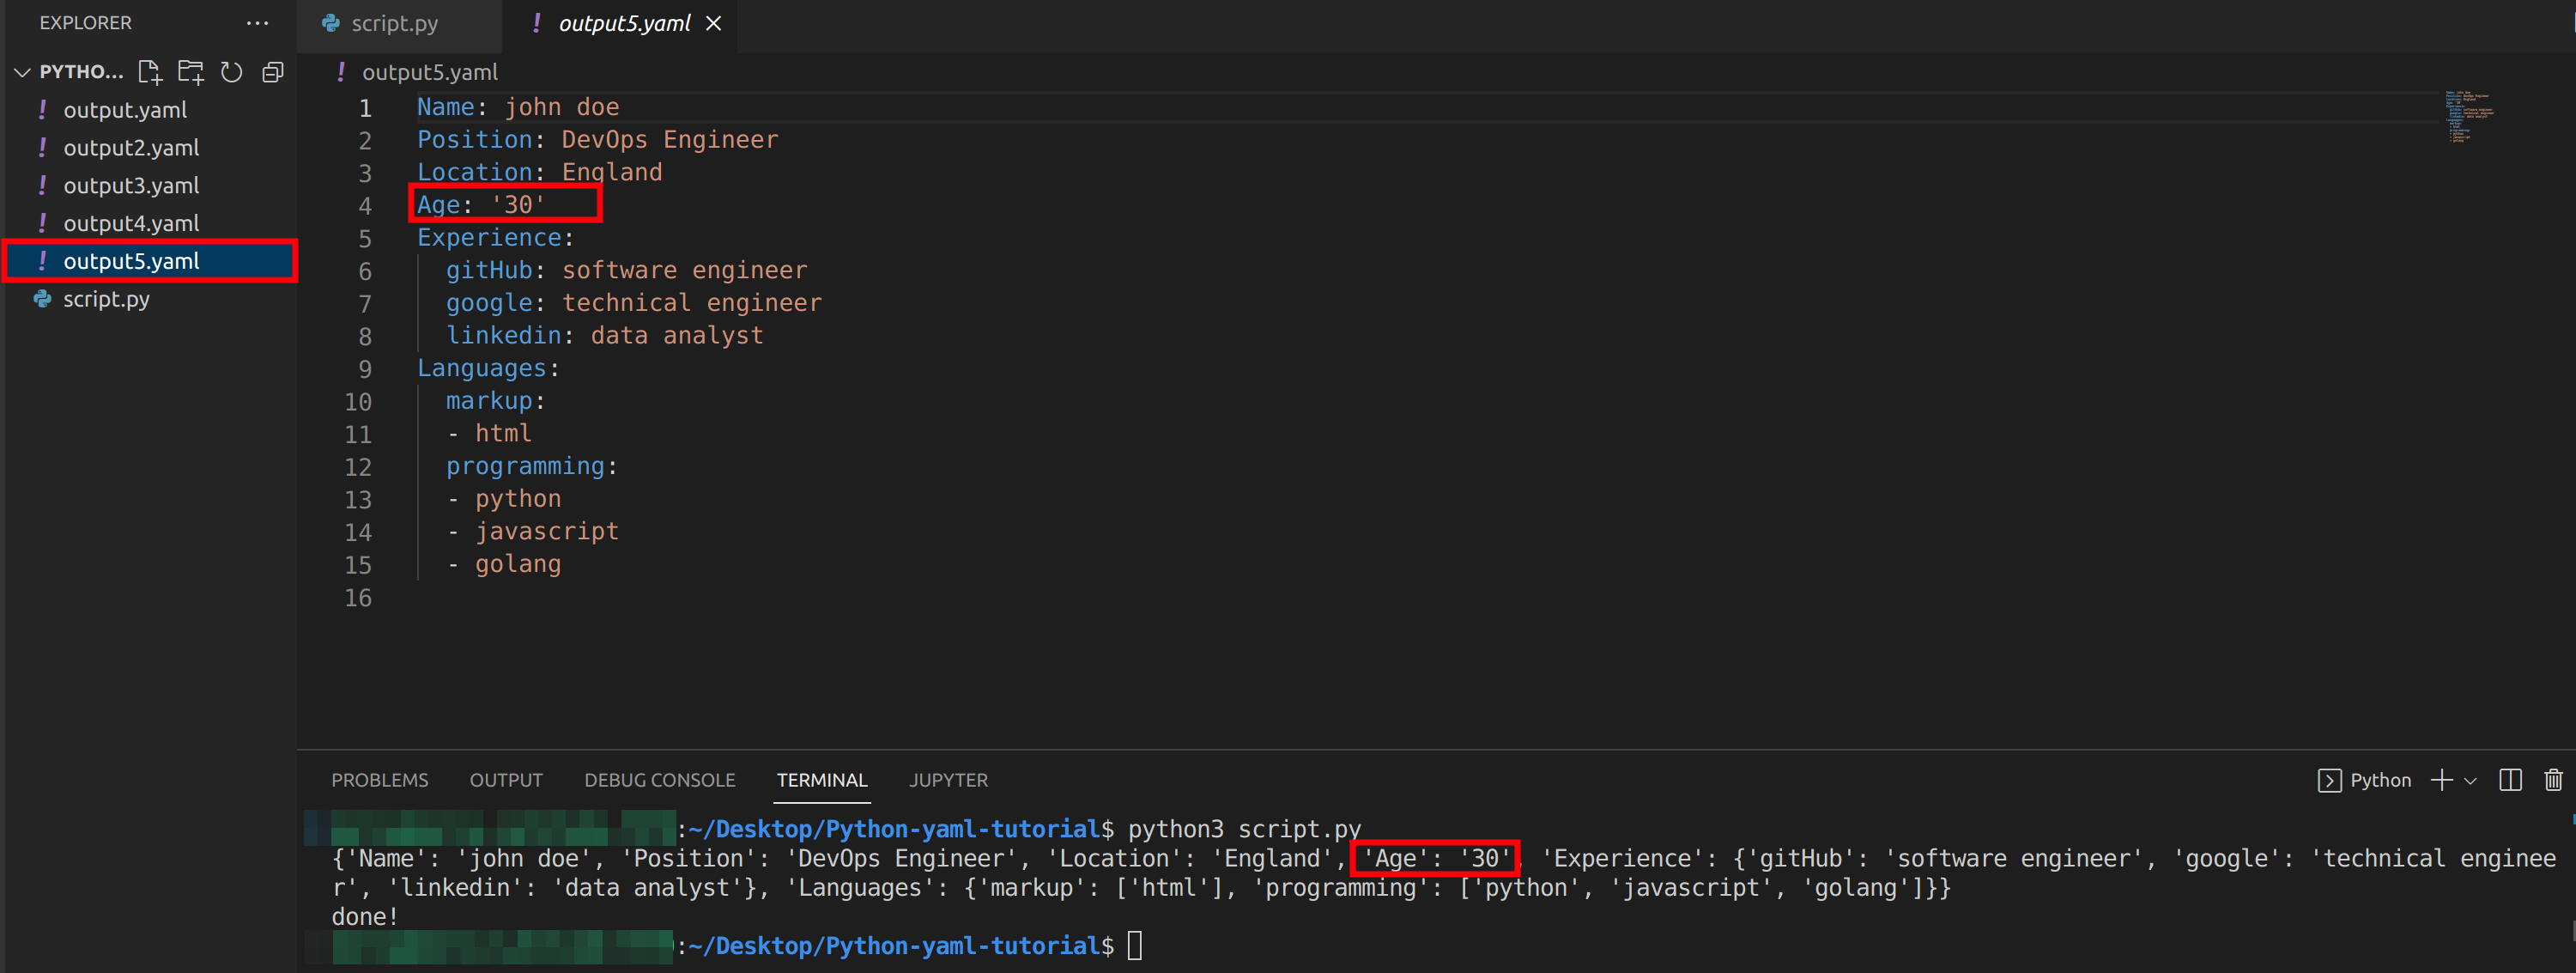 EXPLORER ...
PYTHO...
output.yaml
output2.yaml
output3.yaml
output4.yaml
output5.yaml
script.py
script.py
output5.yaml
output5.yaml
1 Name: john doe
2 Position: DevOps Engineer
3 Location: England
4 Age: '30'
5 Experience:
6 gitHub: software engineer
7 google: technical engineer
8 linkedin: data analyst
9 Languages:
10 markup:
11 - html
12 programming:
13 - python
14 - javascript
15 - golang
16
PROBLEMS OUTPUT DEBUG CONSOLE TERMINAL JUPYTER
Python
:~/Desktop/Python-yaml-tutorial$ python3 script.py
{'Name': 'john doe', 'Position': 'DevOps Engineer', 'Location': 'England', 'Age': '30', 'Experience': {'gitHub': 'software engineer', 'google': 'technical enginee
r', 'linkedin': 'data analyst'}, 'Languages': {'markup': ['html'], 'programming': ['python', 'javascript', 'golang']}}
done!
:~/Desktop/Python-yaml-tutorial$